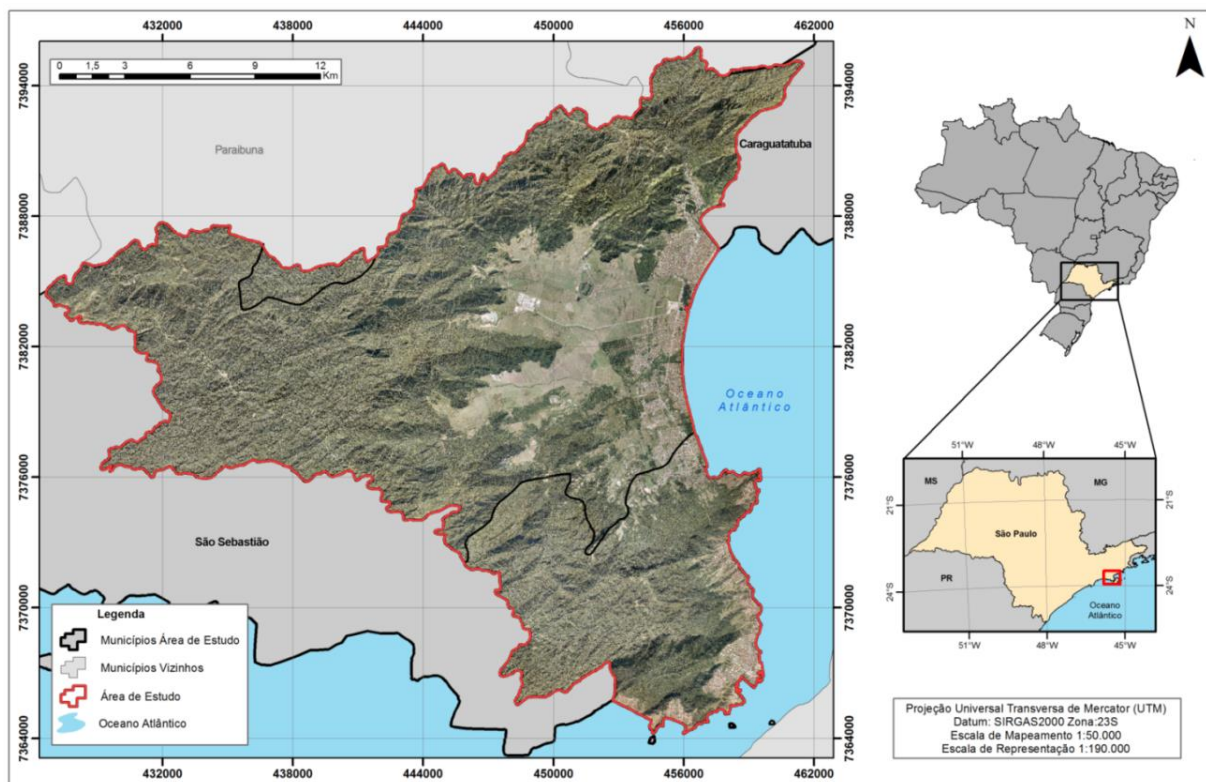 432000 438000 444000 450000 456000 462000
0 1,5 3 6 9 12
Km
7394000
7388000
7382000
7376000
7370000
7364000
Paraibuna
Caraguatatuba
Oceano
Atlântico
São Sebastião
Legenda
Municípios Área de Estudo
Municípios Vizinhos
Área de Estudo
Oceano Atlântico
7394000
7388000
7382000
7376000
7370000
7364000
432000 438000 444000 450000 456000 462000
N
51°W 48°W 45°W
MS
MG
21°S
21°S
São Paulo
PR
24°S
24°S
Oceano
Atlântico
51°W 48°W 45°W
Projeção Universal Transversa de Mercator (UTM)
Datum: SIRGAS2000 Zona:23S
Escala de Mapeamento 1:50.000
Escala de Representação 1:190.000